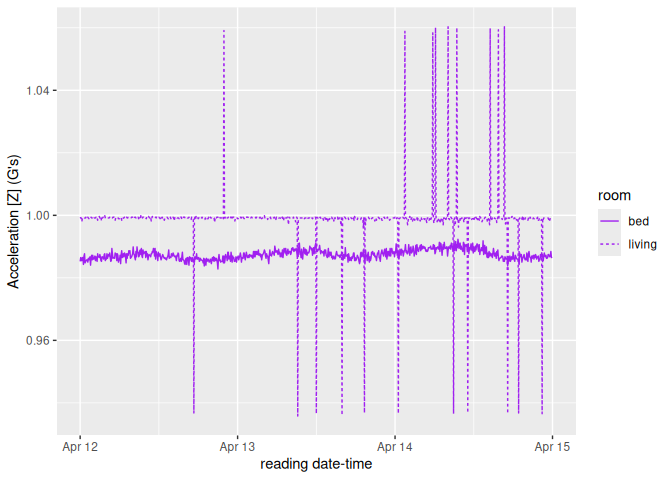 Acceleration [Z] (G's)
1.04
1.00
0.96
Apr 12
Apr 13
Apr 14
Apr 15
reading date-time
room
bed
living